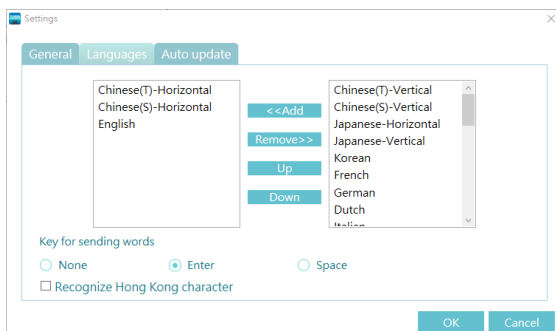 Settings
General Languages Auto update
Chinese(T)-Horizontal
Chinese(S)-Horizontal
English
<<Add
Remove>>
Up
Down
Chinese(T)-Vertical
Chinese(S)-Vertical
Japanese-Horizontal
Japanese-Vertical
Korean
French
German
Dutch
Italian
Key for sending words
None Enter Space
Recognize Hong Kong character
OK Cancel